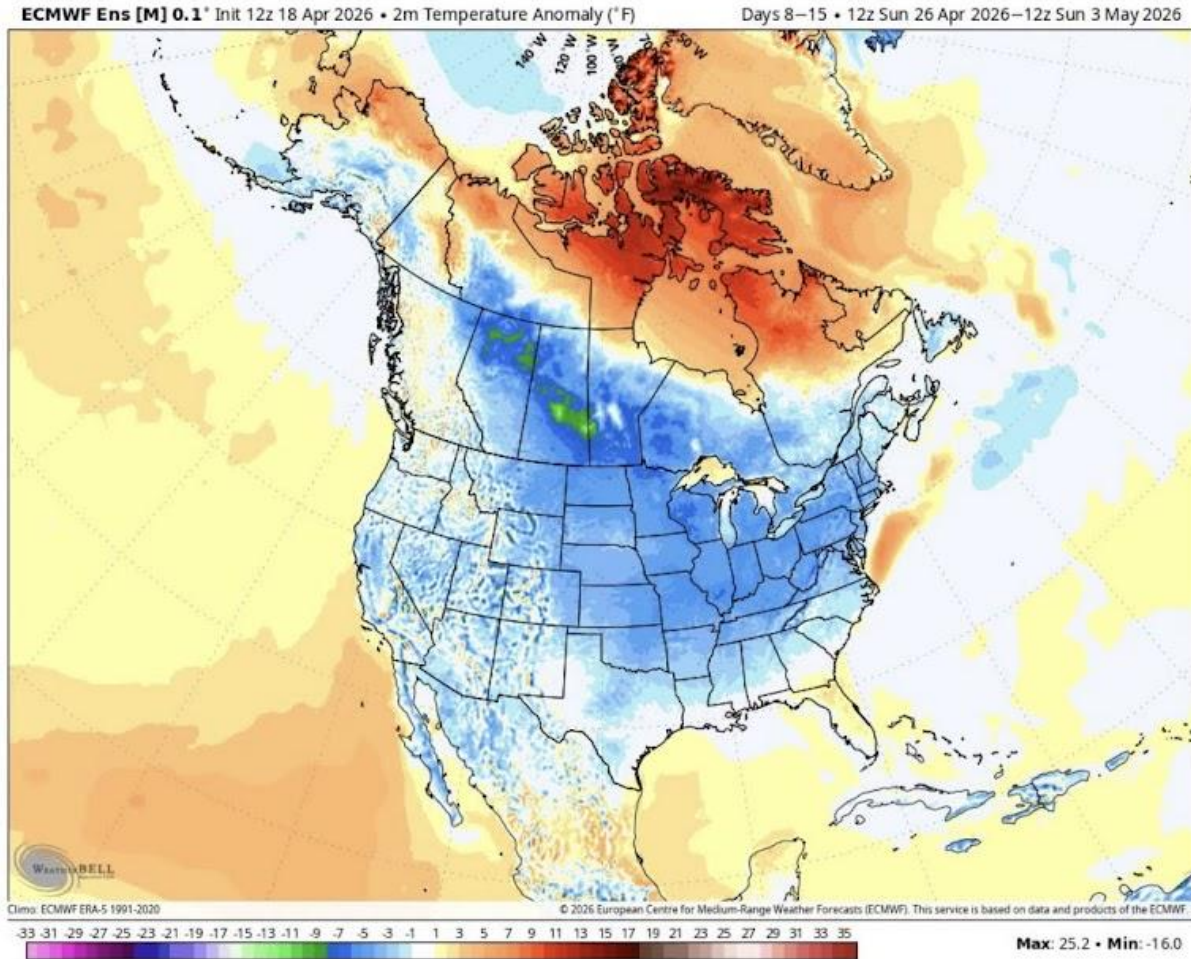 ECMWF Ens [M] 0.1° Init 12z 18 Apr 2026 • 2m Temperature Anomaly (°F)
Days 8−15 • 12z Sun 26 Apr 2026−12z Sun 3 May 2026
140°W
120°W
100°W
50°W
WEATHERBELL
Climo: ECMWF ERA-5 1991-2020
© 2026 European Centre for Medium-Range Weather Forecasts (ECMWF). This service is based on data and products of the ECMWF.
-33 -31 -29 -27 -25 -23 -21 -19 -17 -15 -13 -11 -9 -7 -5 -3 -1 1 3 5 7 9 11 13 15 17 19 21 23 25 27 29 31 33 35
Max: 25.2 • Min: -16.0